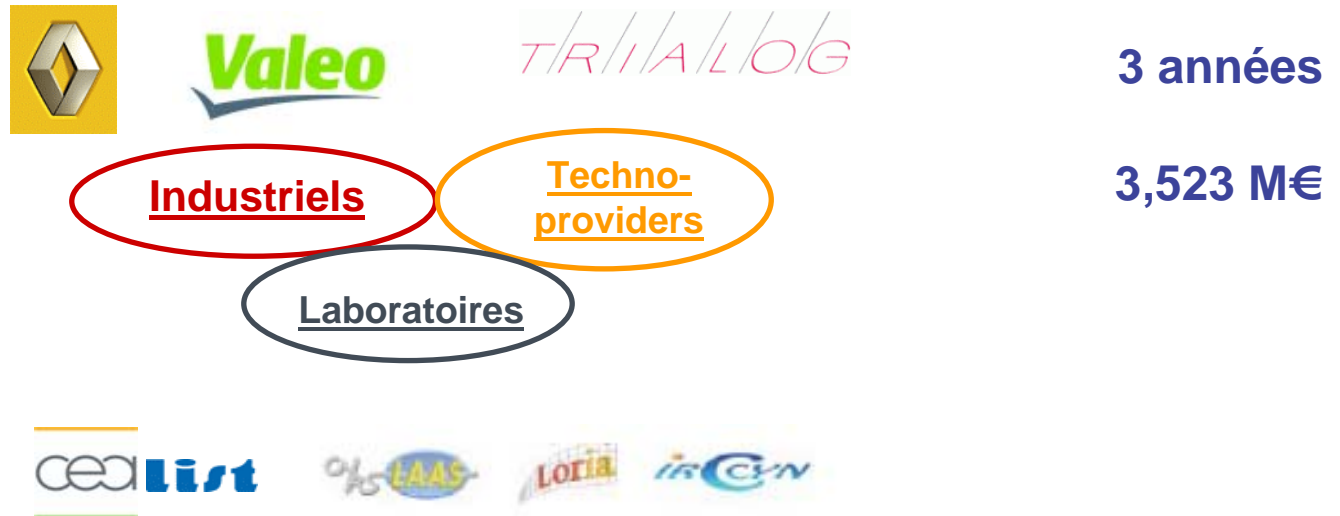 Valeo
TRIALOG
3 années
Industriels
Techno-
providers
3,523 M€
Laboratoires
cea list
LAAS
Loria
IRCCyN